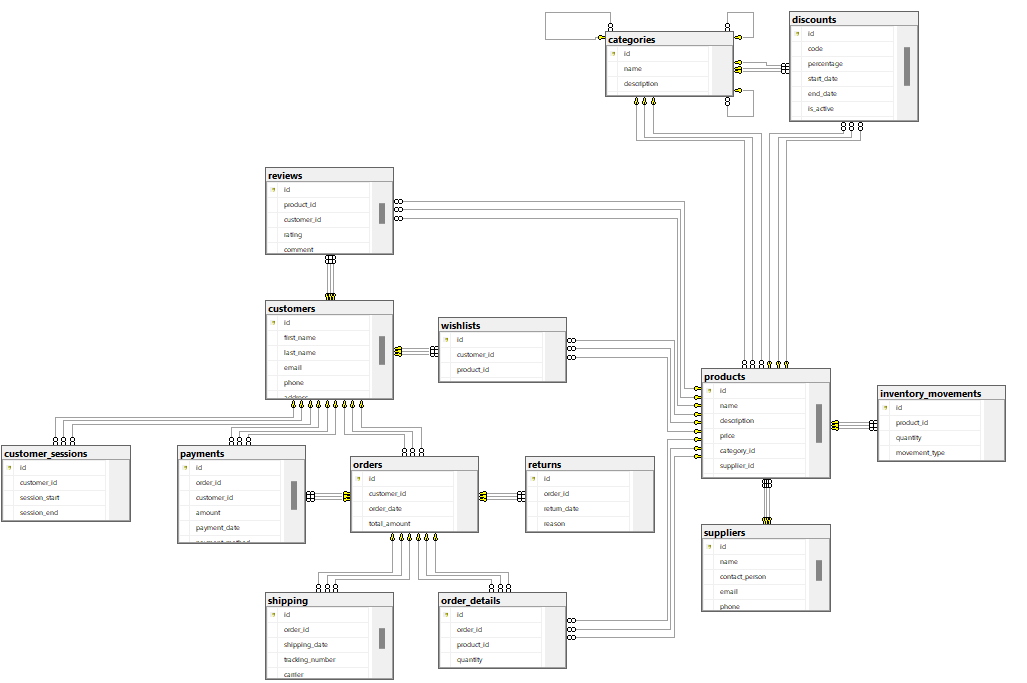 categories
id
name
description
discounts
id
code
percentage
start_date
end_date
is_active
reviews
id
product_id
customer_id
rating
comment
customers
id
first_name
last_name
email
phone
address
wishlists
id
customer_id
product_id
products
id
name
description
price
category_id
supplier_id
inventory_movements
id
product_id
quantity
movement_type
customer_sessions
id
customer_id
session_start
session_end
payments
id
order_id
customer_id
amount
payment_date
payment_method
orders
id
customer_id
order_date
total_amount
returns
id
order_id
return_date
reason
suppliers
id
name
contact_person
email
phone
shipping
id
order_id
shipping_date
tracking_number
carrier
order_details
id
order_id
product_id
quantity